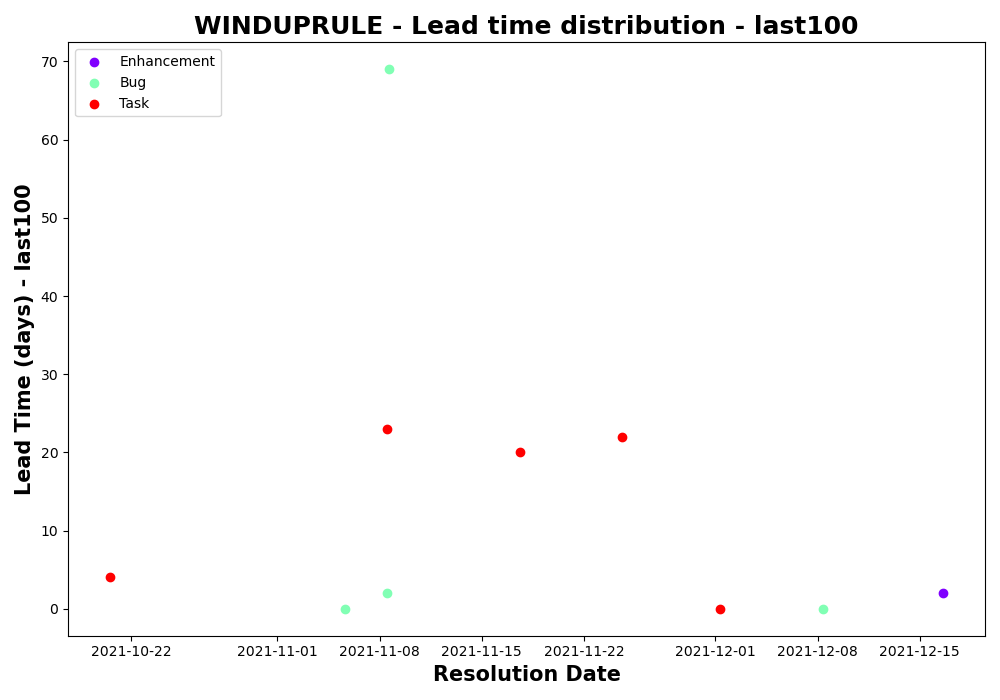 WINDUPRULE - Lead time distribution - last100
Enhancement
Bug
Task
Lead Time (days) - last100
70
60
50
40
30
20
10
0
2021-10-22 2021-11-01 2021-11-08 2021-11-15 2021-11-22 2021-12-01 2021-12-08 2021-12-15
Resolution Date